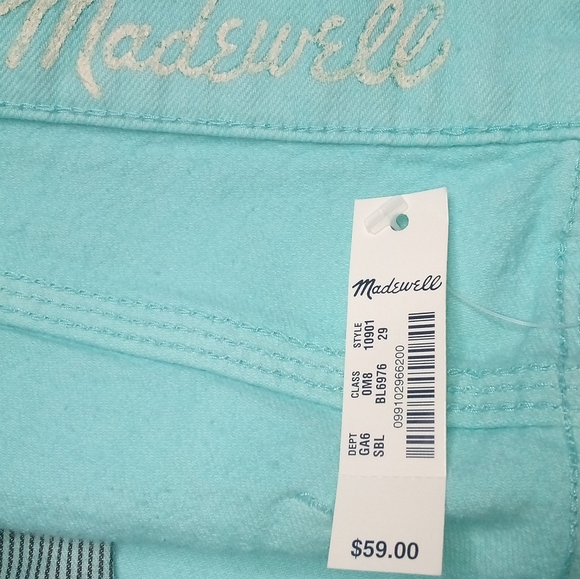 Madewell
Madewell
DEPT CLASS STYLE
GA6 0M8 10901
SBL BL6976 29
099102966200
$59.00